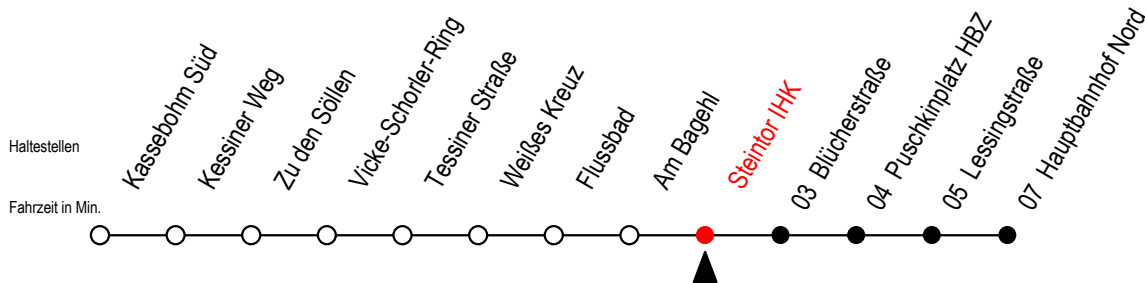 Haltestellen
Fahrzeit in Min.
Kassebohm Süd
Kessiner Weg
Zu den Söllen
Vicke-Schorler-Ring
Tessiner Straße
Weißes Kreuz
Flussbad
Am Bagehl
Steintor IHK
03 Blücherstraße
04 Puschkinplatz HBZ
05 Lessingstraße
07 Hauptbahnhof Nord